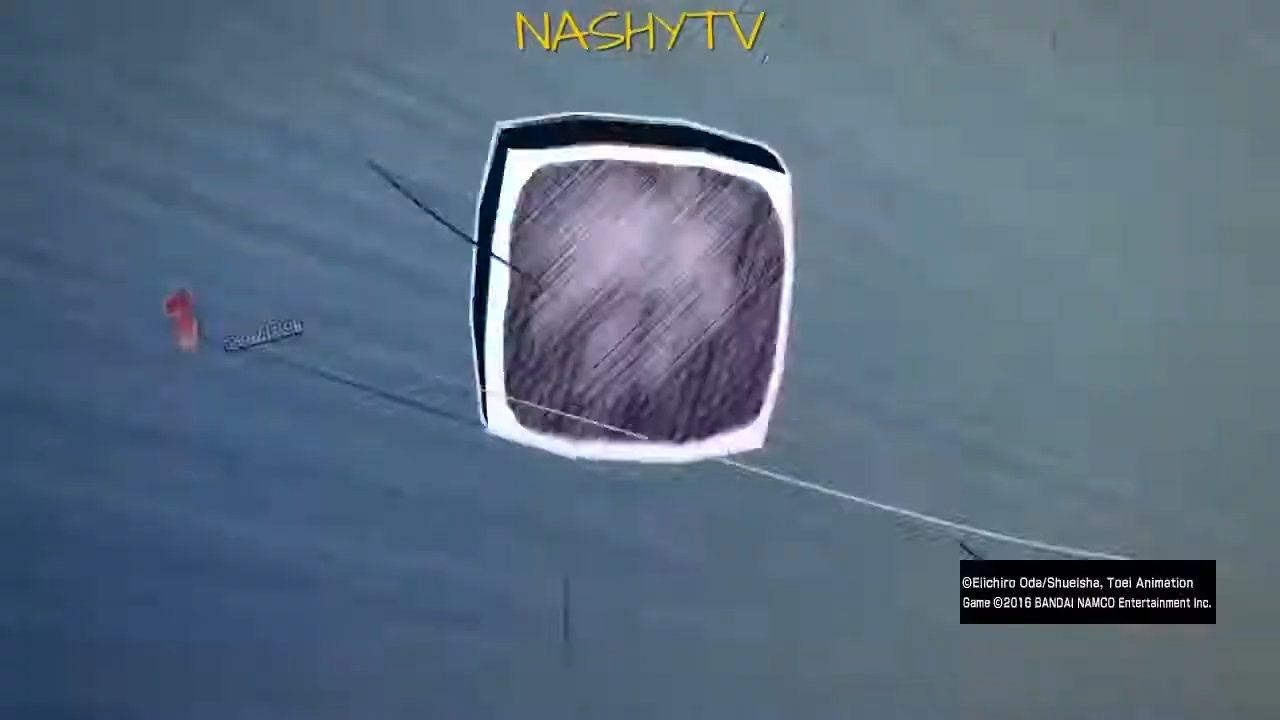 NASHYTV
©Eiichiro Oda/Shueisha, Toei Animation
Game ©2016 BANDAI NAMCO Entertainment Inc.